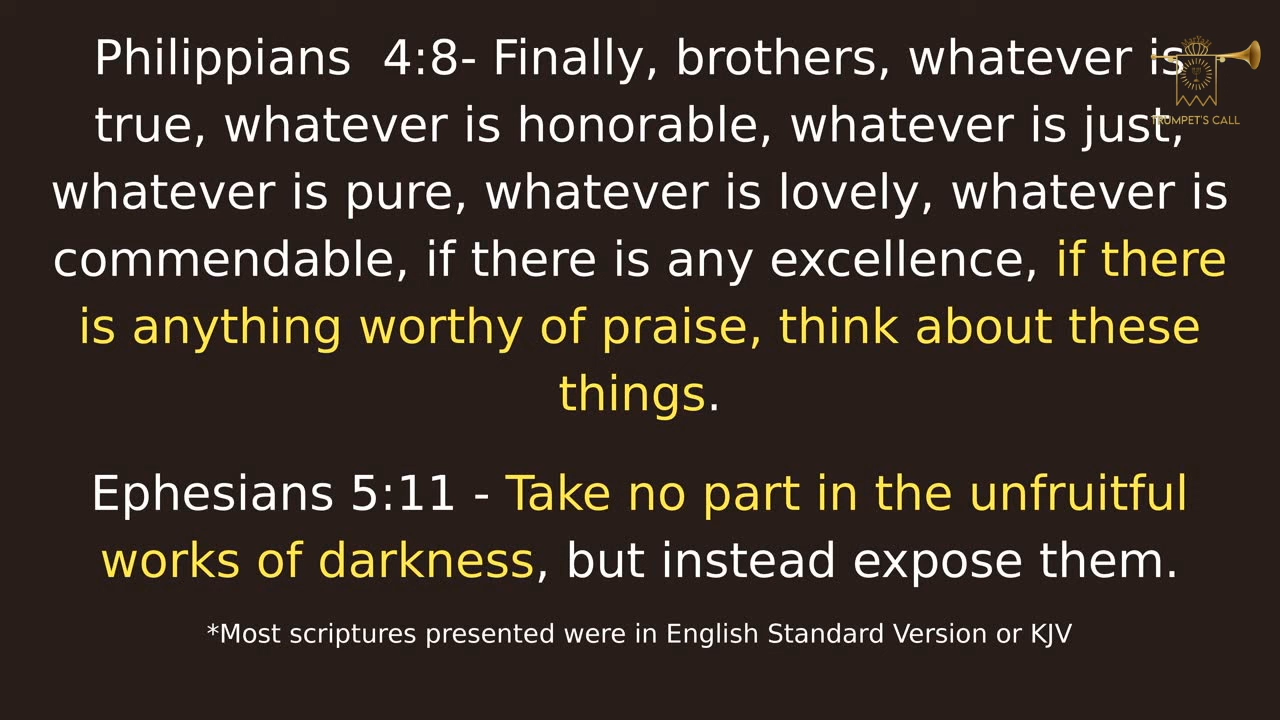 Philippians  4:8- Finally, brothers, whatever is
true, whatever is honorable, whatever is just,
whatever is pure, whatever is lovely, whatever is
commendable, if there is any excellence, if there
is anything worthy of praise, think about these
things.
Ephesians 5:11 - Take no part in the unfruitful
works of darkness, but instead expose them.
*Most scriptures presented were in English Standard Version or KJV
TRUMPET'S CALL